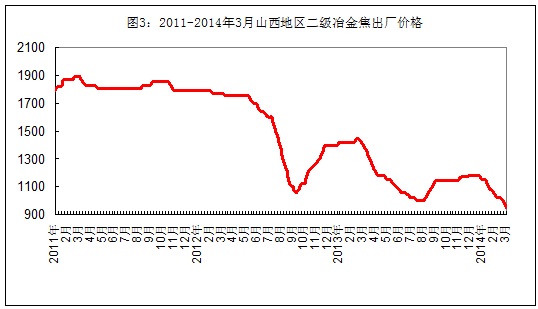 图3：2011-2014年3月山西地区二级冶金焦出厂价格
2100
1900
1700
1500
1300
1100
900
2011年
2月
3月
4月
5月
6月
7月
8月
9月
10月
11月
12月
2012年
2月
3月
4月
5月
6月
7月
8月
9月
10月
11月
12月
2013年
2月
3月
4月
5月
6月
7月
8月
9月
10月
11月
12月
2014年
2月
3月